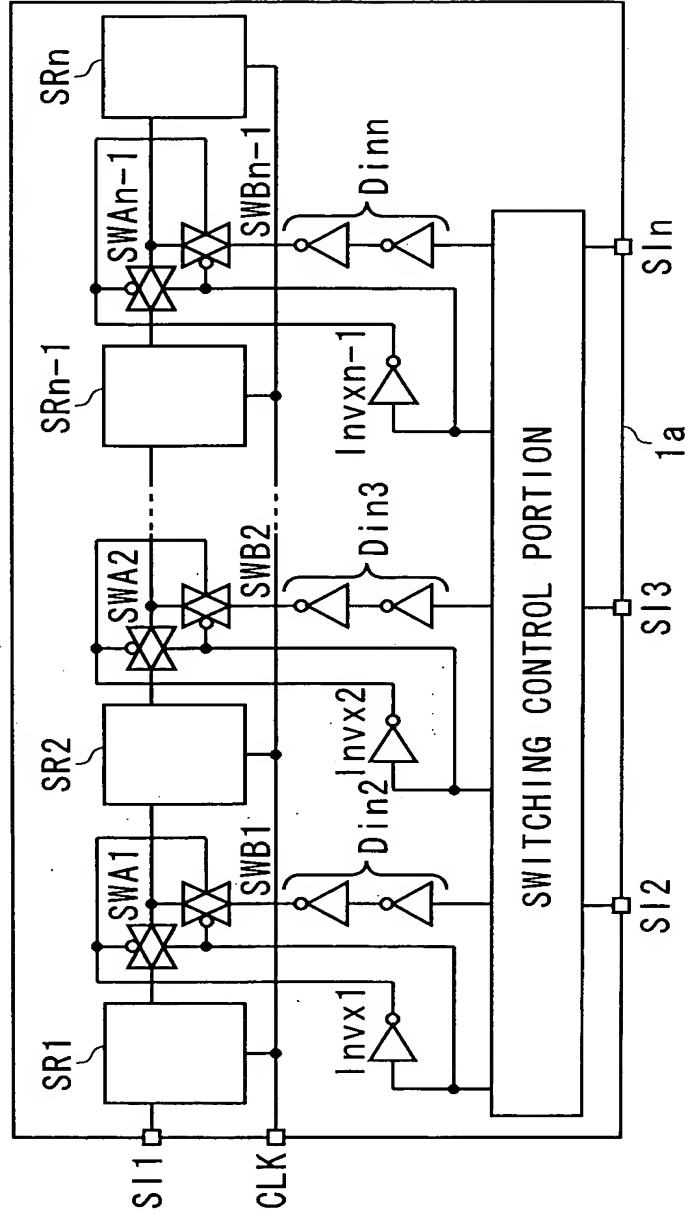 SR1
SR2
SRn-1
SRn
SWA1
SWA2
SWAn-1
SI1
CLK
SWB1
SWB2
SWBn-1
Invx1
Din2
Invx2
Din3
Invxn-1
Dinn
SWITCHING CONTROL PORTION
SI2
SI3
SIn
1a